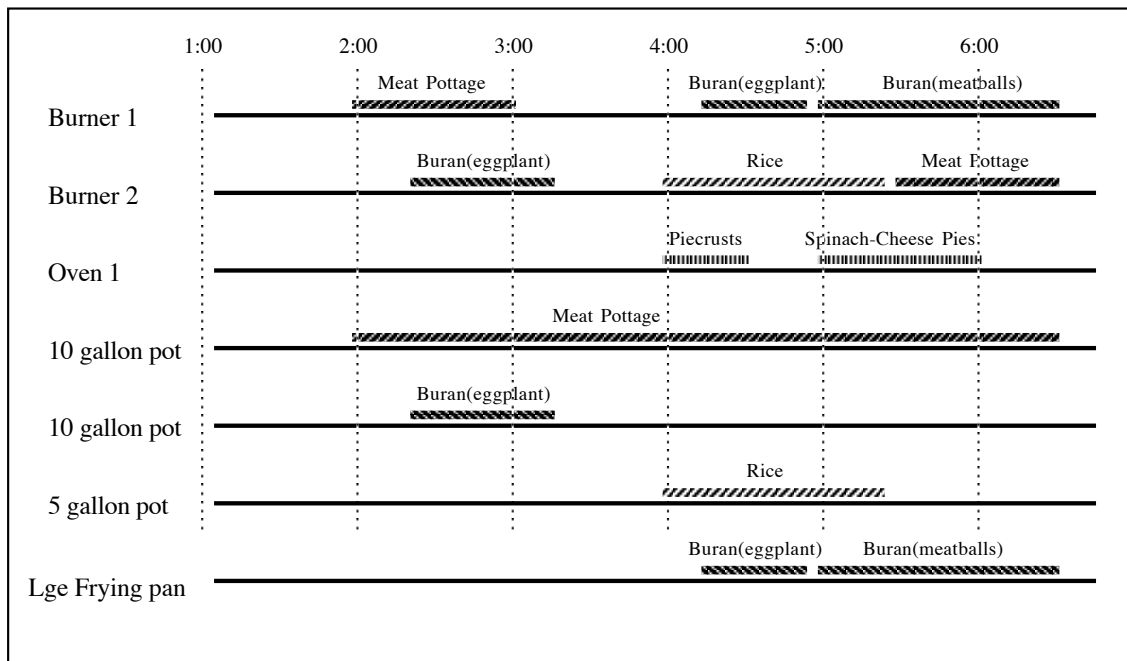 1:00 2:00 3:00 4:00 5:00 6:00
Meat Pottage Buran(eggplant) Buran(meatballs)
Burner 1
Buran(eggplant) Rice Meat Pottage
Burner 2
Piecrusts Spinach-Cheese Pies
Oven 1
Meat Pottage
10 gallon pot
Buran(eggplant)
10 gallon pot
Rice
5 gallon pot
Buran(eggplant) Buran(meatballs)
Lge Frying pan